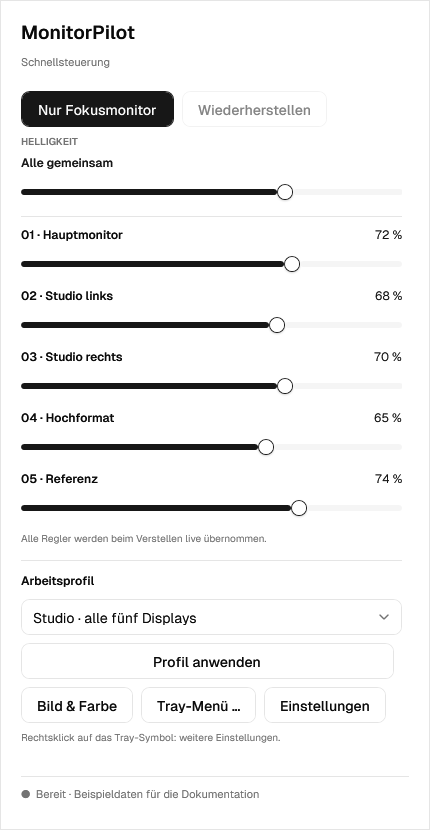 MonitorPilot
Schnellsteuerung
Nur Fokusmonitor
Wiederherstellen
HELLIGKEIT
Alle gemeinsam
01 · Hauptmonitor 72 %
02 · Studio links 68 %
03 · Studio rechts 70 %
04 · Hochformat 65 %
05 · Referenz 74 %
Alle Regler werden beim Verstellen live übernommen.
Arbeitsprofil
Studio · alle fünf Displays
Profil anwenden
Bild & Farbe
Tray-Menü ...
Einstellungen
Rechtsklick auf das Tray-Symbol: weitere Einstellungen.
Bereit · Beispieldaten für die Dokumentation